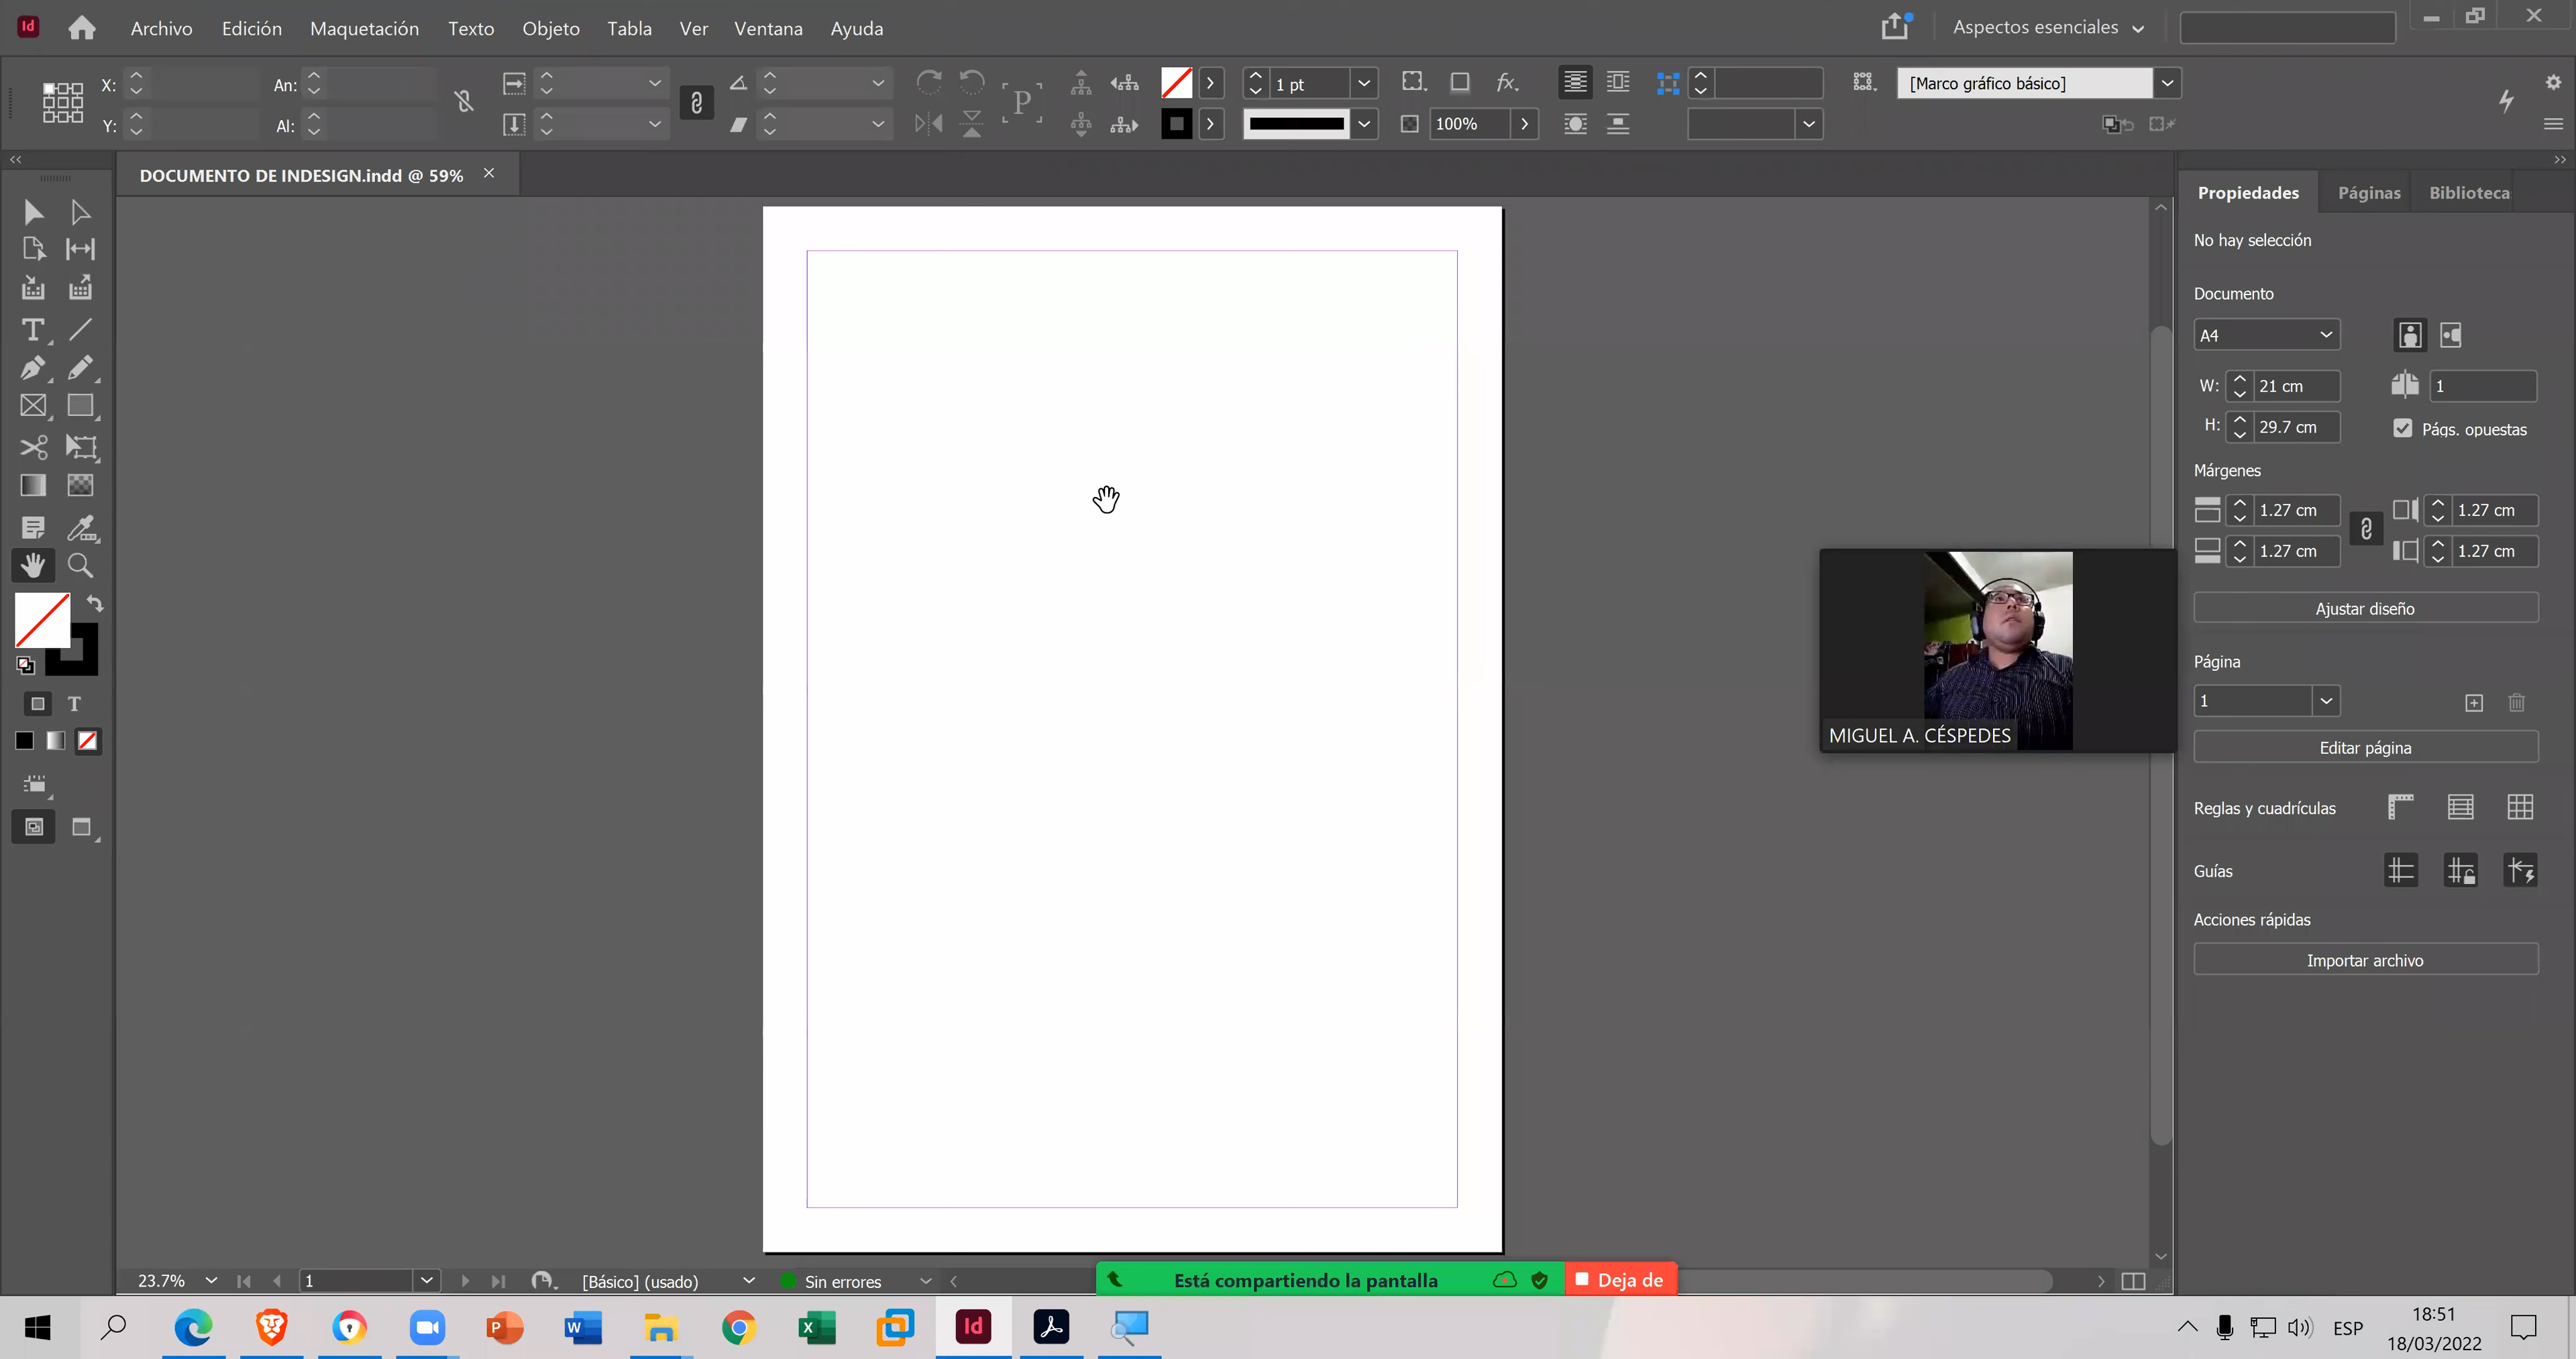 Id Archivo Edición Maquetación Texto Objeto Tabla Ver Ventana Ayuda Aspectos esenciales
X: An: 1 pt fx. [Marco gráfico básico]
Y: Al: P 100%
DOCUMENTO DE INDESIGN.indd @ 59% ×
Propiedades Páginas Biblioteca
No hay selección
Documento
A4
W: 21 cm 1
H: 29.7 cm Págs. opuestas
Márgenes
1.27 cm 1.27 cm
1.27 cm 1.27 cm
Ajustar diseño
Página
1
Editar página
Reglas y cuadrículas
Guías
Acciones rápidas
Importar archivo
MIGUEL A. CÉSPEDES
T
T
23.7% 1 [Básico] (usado) Sin errores
Está compartiendo la pantalla Deja de
P W X Id ESP
18:51
18/03/2022